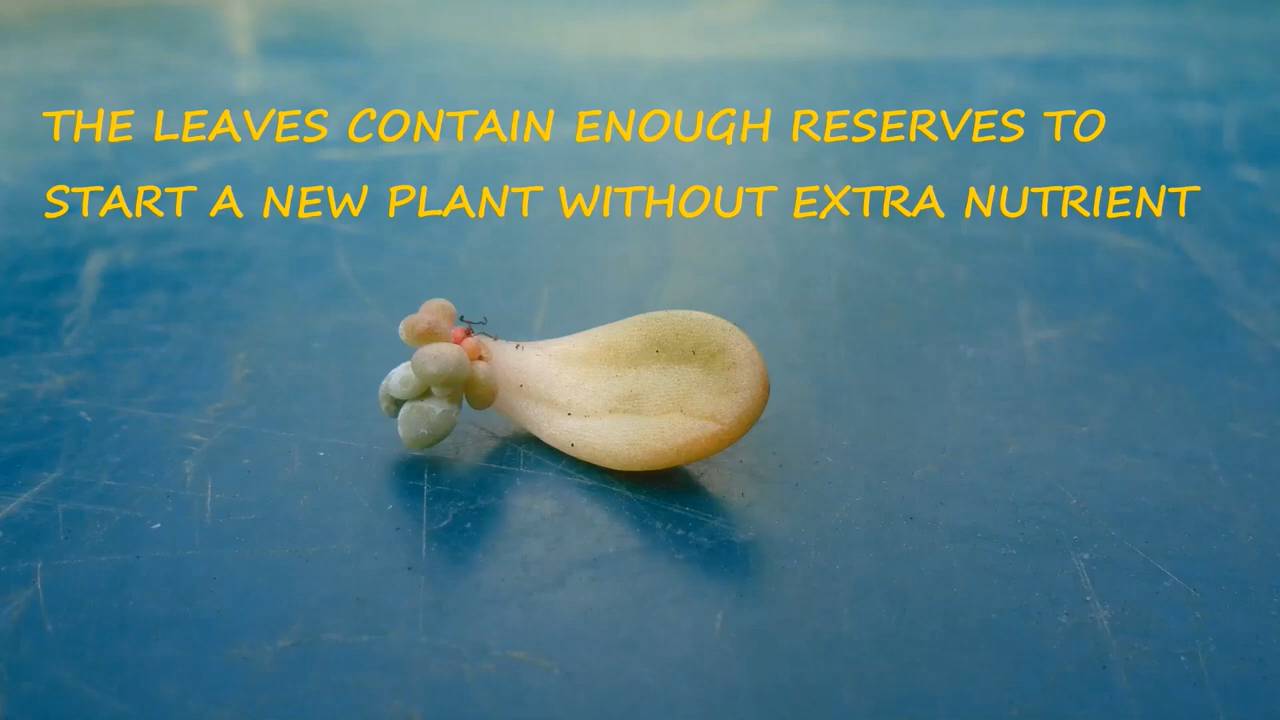 THE LEAVES CONTAIN ENOUGH RESERVES TO
START A NEW PLANT WITHOUT EXTRA NUTRIENT